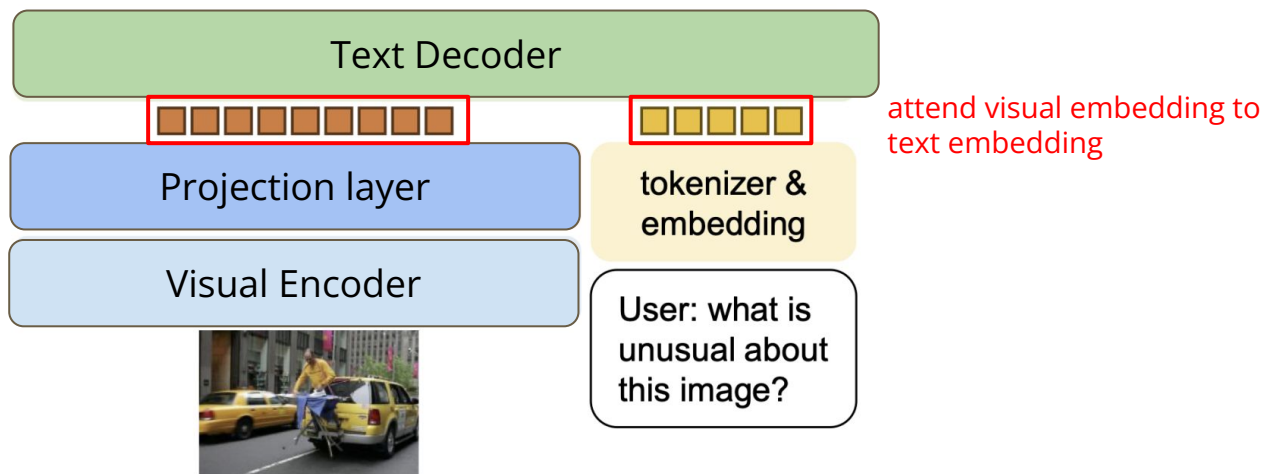 Text Decoder
attend visual embedding to
text embedding
Projection layer
tokenizer &
embedding
Visual Encoder
User: what is
unusual about
this image?